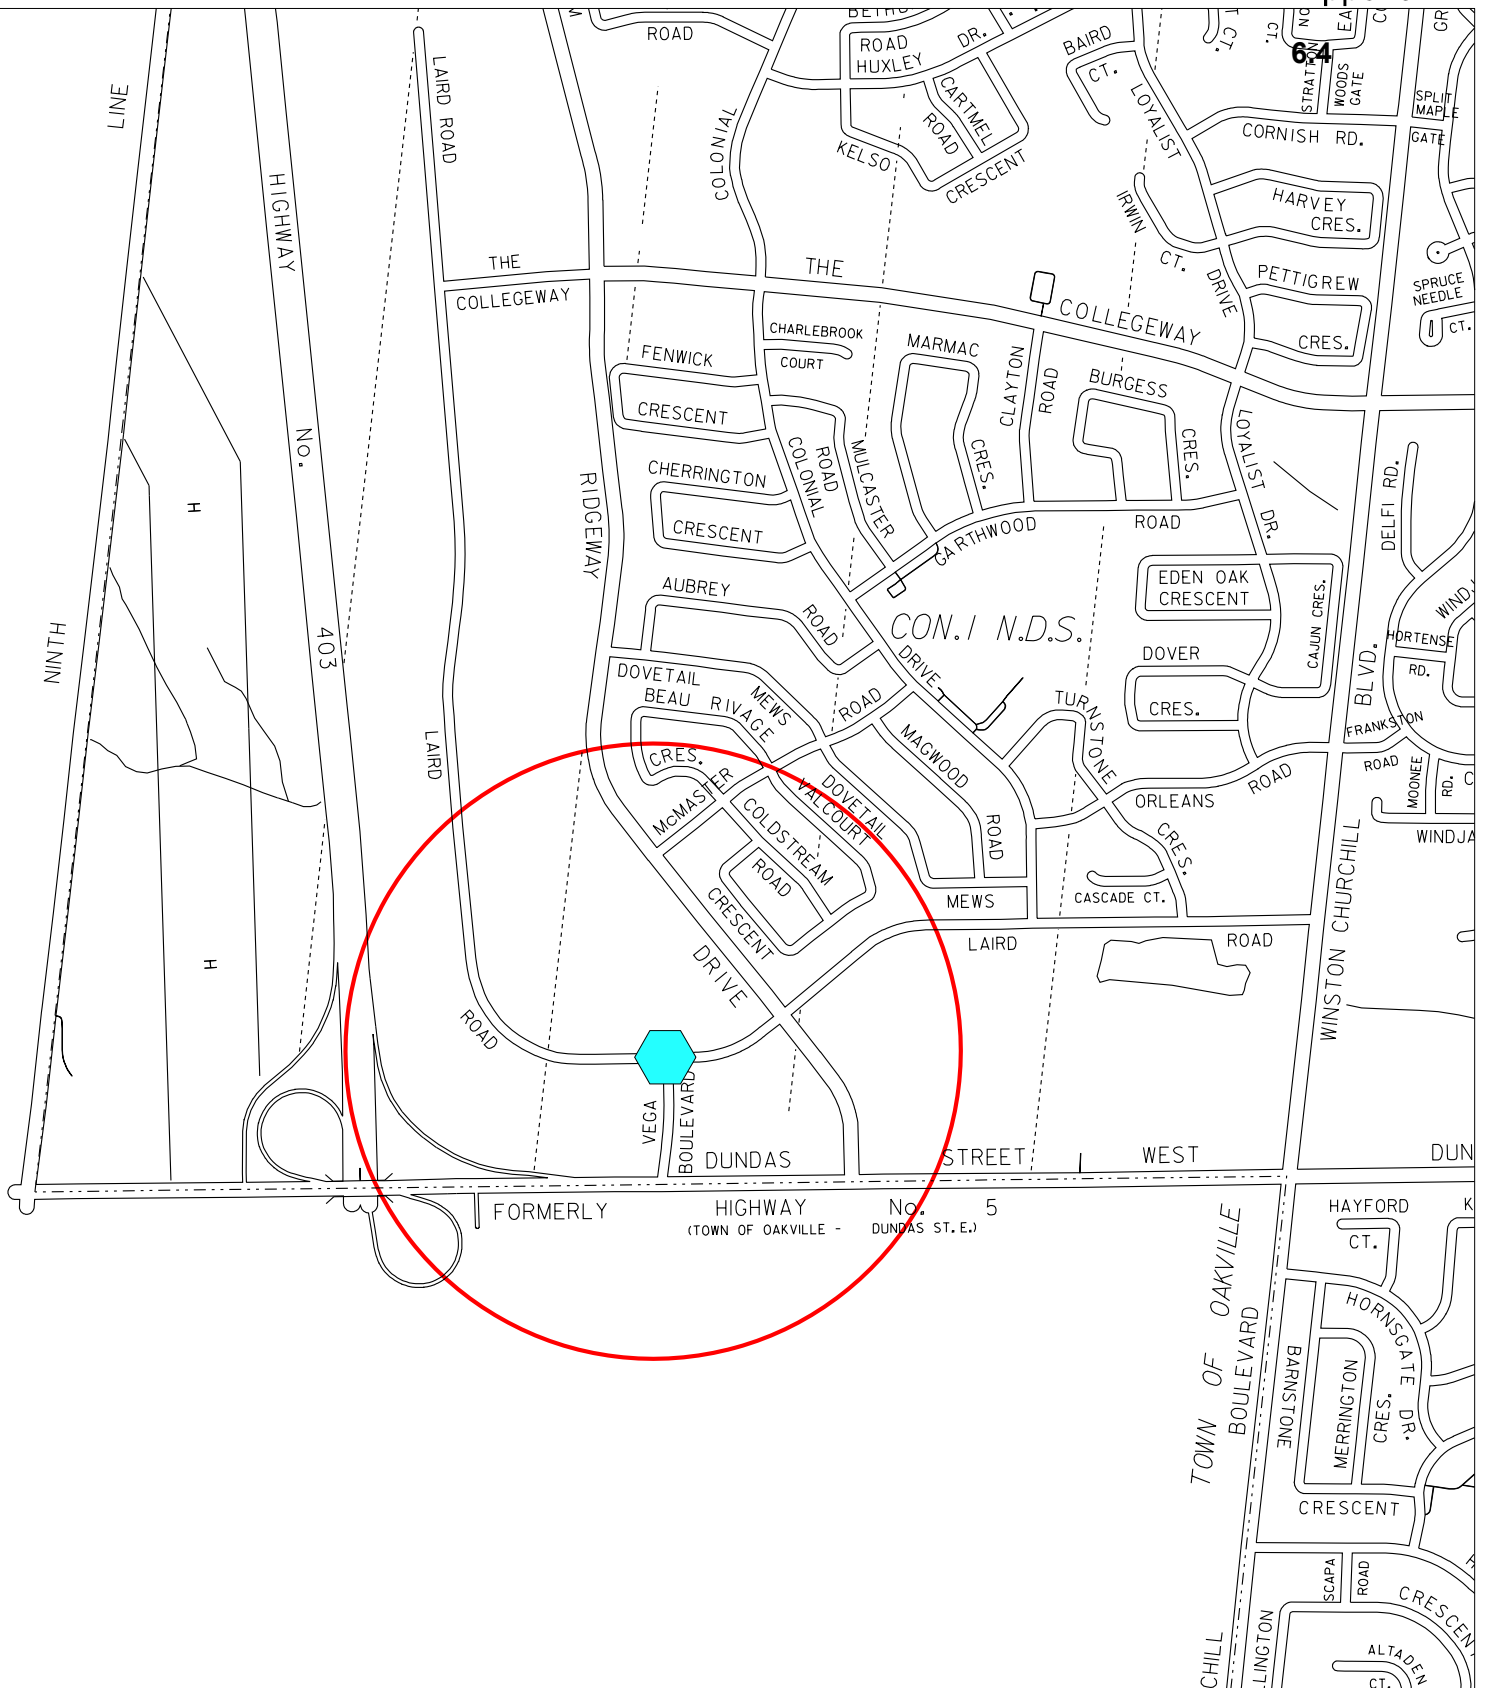 6.4
ROAD
ROAD
HUXLEY
DR.
BAIRD
CT.
CT.
CT.
STRATTON
WOODS
GATE
SPLIT
MAPLE
GATE
LINE
LAIRD ROAD
COLONIAL
CARTMEL
ROAD
KELSO
CRESCENT
LOYALIST
CORNISH RD.
HIGHWAY
HARVEY
CRES.
IRWIN
CT.
DRIVE
THE
COLLEGEWAY
THE
COLLEGEWAY
PETTIGREW
CRES.
SPRUCE
NEEDLE
CT.
CHARLEBROOK
COURT
FENWICK
CRESCENT
MARMAC
CRES.
CLAYTON
ROAD
BURGESS
CRES.
LOYALIST DR.
No.
H
CHERRINGTON
CRESCENT
ROAD
COLONIAL
MULCASTER
RIDGEWAY
GARTHWOOD
ROAD
DELFI RD.
AUBREY
ROAD
CON.I N.D.S.
EDEN OAK
CRESCENT
CAJUN CRES.
HORTENSE
RD.
NINTH
403
DOVETAIL
MEWS
BEAU RIVAGE
CRES.
ROAD
DRIVE
DOVER
CRES.
BLVD.
FRANKSTON
ROAD
TURNSTONE
CRES.
LAIRD
McMASTER
MAGWOOD
ROAD
DOVETAIL
VALCOURT
COLDSTREAM
ROAD
CRESCENT
ORLEANS
ROAD
MOONEE
RD.
MEWS
CASCADE CT.
WINSTON CHURCHILL
DRIVE
LAIRD
ROAD
H
ROAD
VEGA
BOULEVARD
DUNDAS
STREET
WEST
FORMERLY
HIGHWAY
No.
5
(TOWN OF OAKVILLE -
DUNDAS ST.E.)
HAYFORD
CT.
TOWN OF OAKVILLE
BOULEVARD
HORNSGATE DR.
BARNSTONE
MERRINGTON
CRES.
CRESCENT
SCAPA
ROAD
ALTADEN
CT.